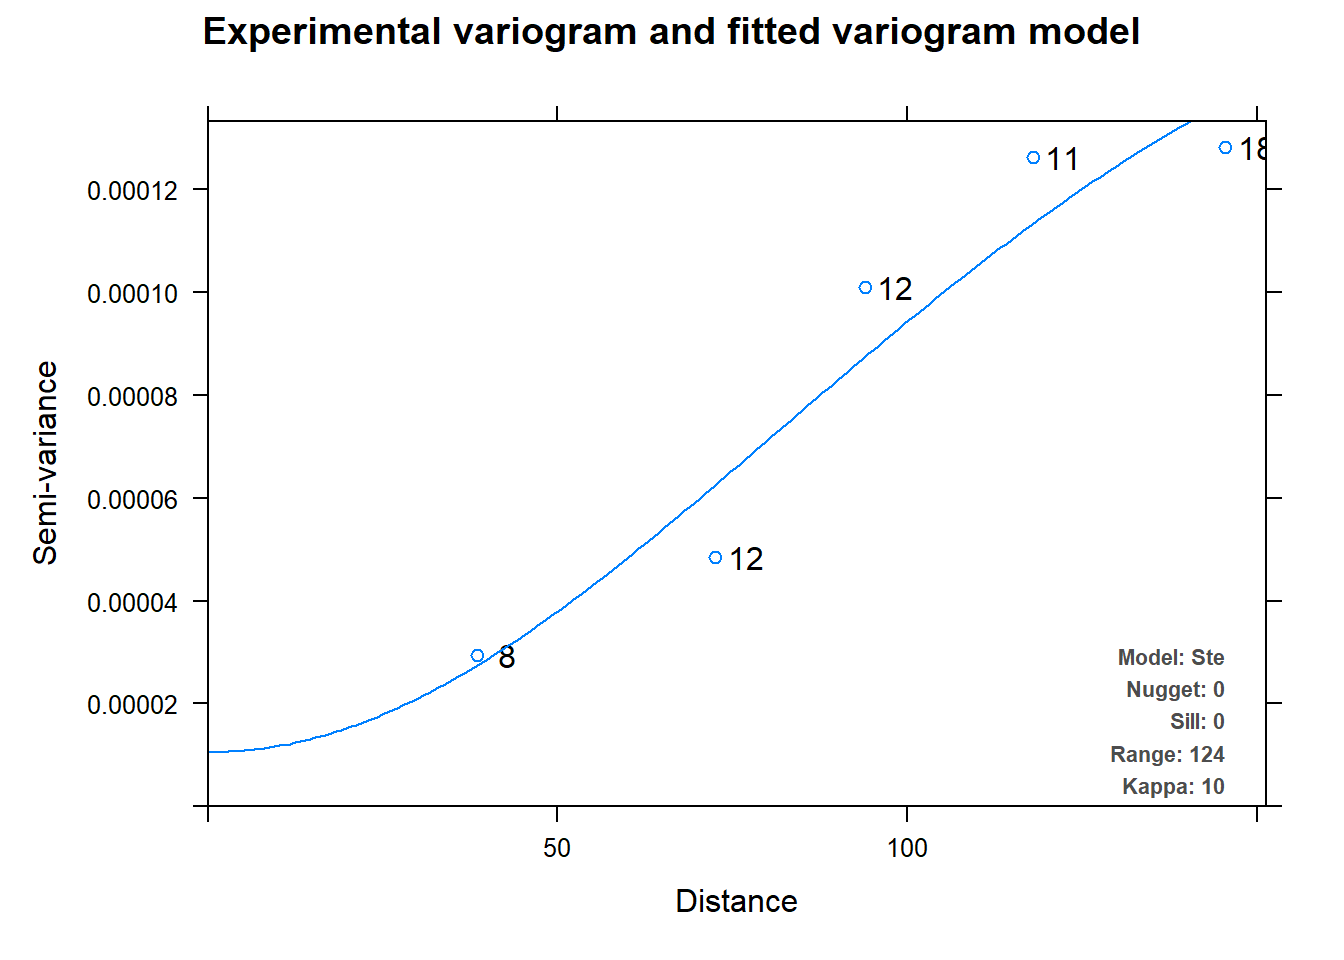 Experimental variogram and fitted variogram model
0.00012
0.00010
0.00008
0.00006
0.00004
0.00002
Semi-variance
11
18
12
12
8
Model: Ste
Nugget: 0
Sill: 0
Range: 124
Kappa: 10
50
100
Distance